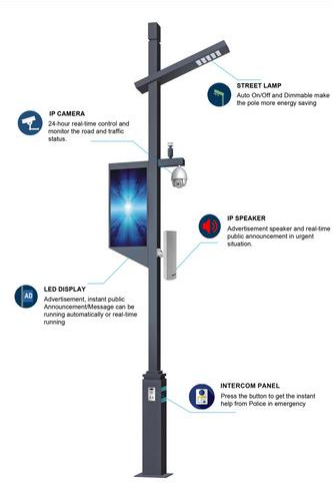 STREET LAMP
Auto On/Off and Dimmable make
the pole more energy saving
IP CAMERA
24-hour real-time control and
monitor the road and traffic
status.
IP SPEAKER
Advertisement speaker and real-time
public announcement in urgent
situation.
LED DISPLAY
Advertisement, instant public
Announcement/Message can be
running automatically or real-time
running
AD
INTERCOM PANEL
Press the button to get the instant
help from Police in emergency